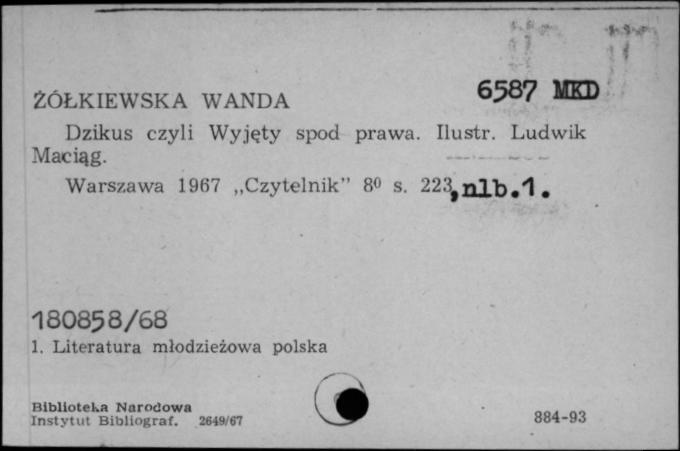 6587 MKD
ŻÓŁKIEWSKA WANDA
Dzikus czyli Wyjęty spod prawa. Ilustr. Ludwik
Maciąg.
Warszawa 1967 „Czytelnik” 8⁰ s. 223, nlb.1.
180858/68
1. Literatura młodzieżowa polska
Biblioteka Narodowa
Instytut Bibliograf. 2649/67
884-93